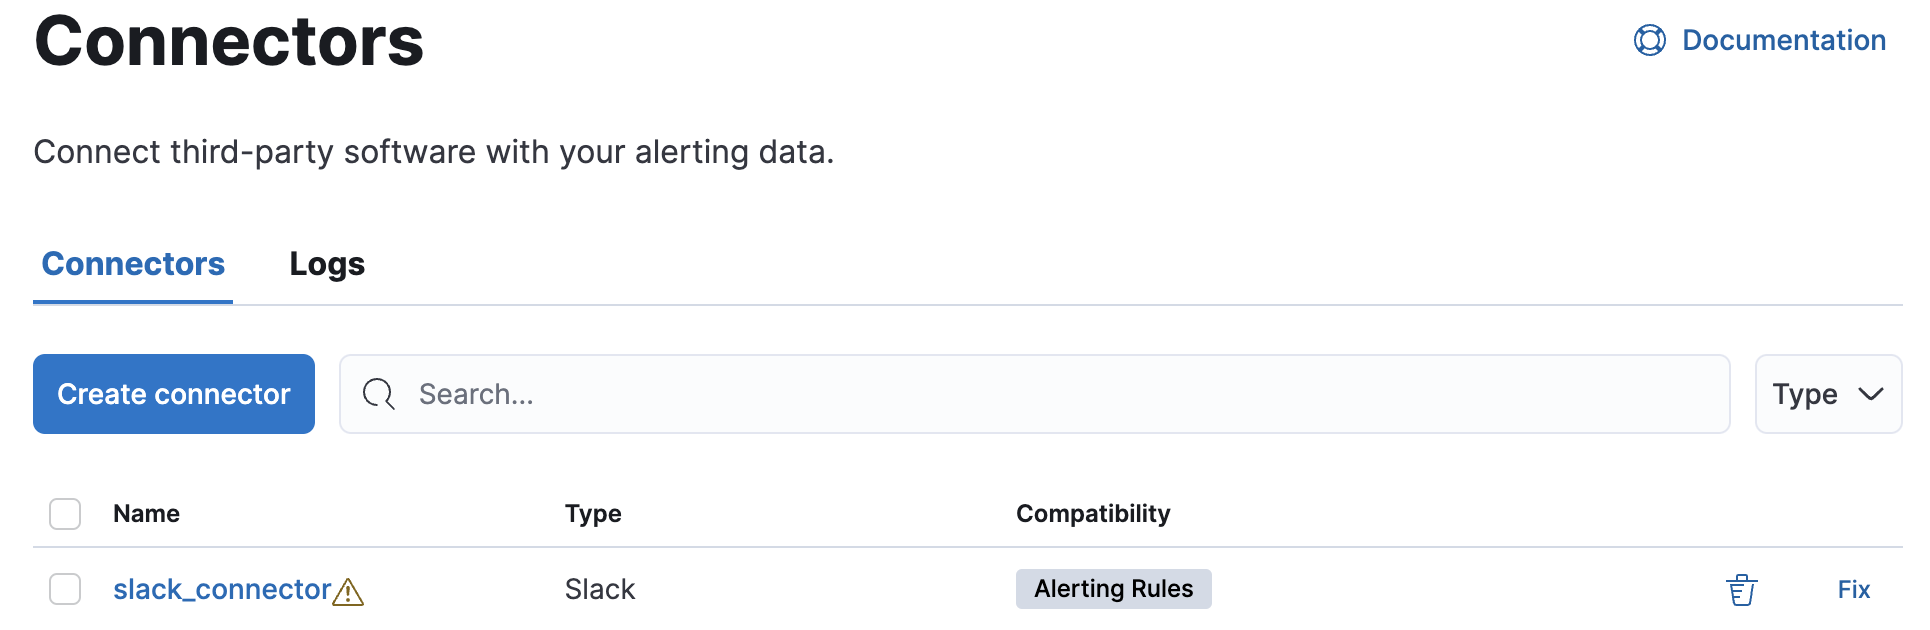 Connectors
Documentation
Connect third-party software with your alerting data.
Connectors Logs
Create connector Search... Type
Name Type Compatibility
slack_connector Slack Alerting Rules Fix